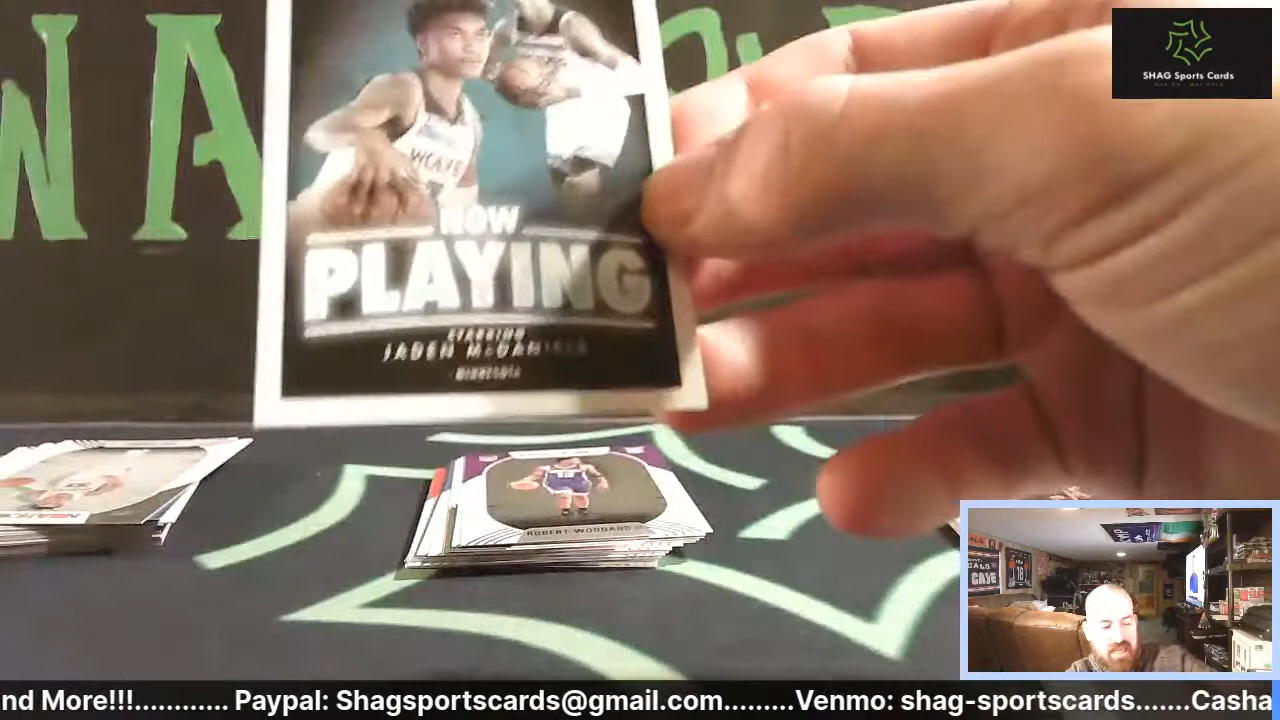 SHAG Sports Cards
WOLVES
NOW
PLAYING
STARRING
JADEN McDANIELS
MINNESOTA
ROBERT WOODARD II
nd More!!!............ Paypal: Shagsportscards@gmail.com.........Venmo: shag-sportscards.......Casha